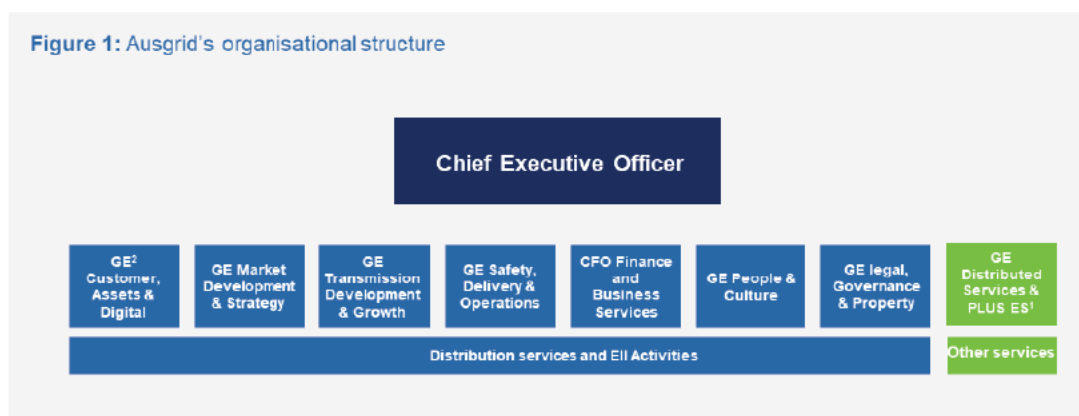 Figure 1: Ausgrid's organisational structure
Chief Executive Officer
GE²
Customer,
Assets &
Digital
GE Market
Development
& Strategy
GE
Transmission
Development
& Growth
GE Safety,
Delivery &
Operations
CFO Finance
and
Business
Services
GE People &
Culture
GE legal,
Governance
& Property
GE
Distributed
Services &
PLUS ES¹
Distribution services and EII Activities
Other services